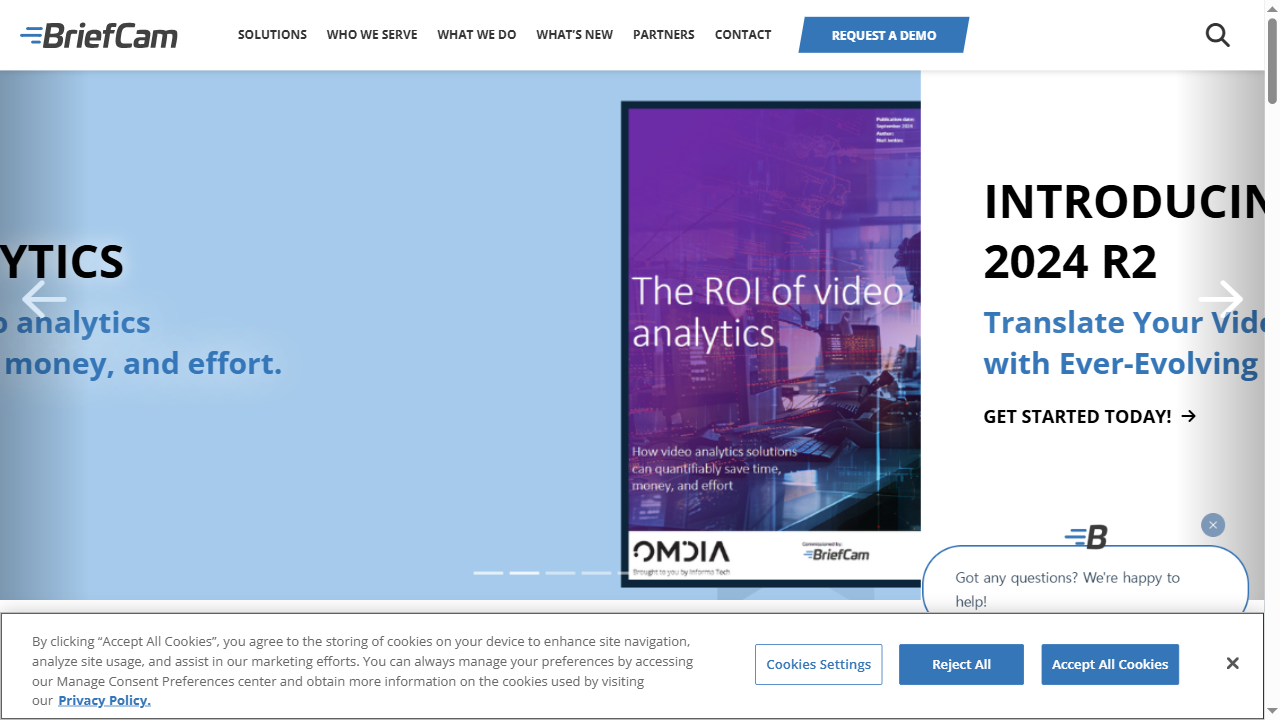 BriefCam
SOLUTIONS
WHO WE SERVE
WHAT WE DO
WHAT'S NEW
PARTNERS
CONTACT
REQUEST A DEMO
YTICS
o analytics
money, and effort.
Publication date:
September 2023
Author:
The ROI of video
analytics
How video analytics solutions
can quantifiably save time,
money, and effort
OMDIA
Brought to you by Informa Tech
Commissioned by:
BriefCam
INTRODUCIN
2024 R2
Translate Your Vide
with Ever-Evolving
GET STARTED TODAY!
B
Got any questions? We're happy to
help!
By clicking “Accept All Cookies”, you agree to the storing of cookies on your device to enhance site navigation,
analyze site usage, and assist in our marketing efforts. You can always manage your preferences by accessing
our Manage Consent Preferences center and obtain more information on the cookies used by visiting
our Privacy Policy.
Cookies Settings
Reject All
Accept All Cookies